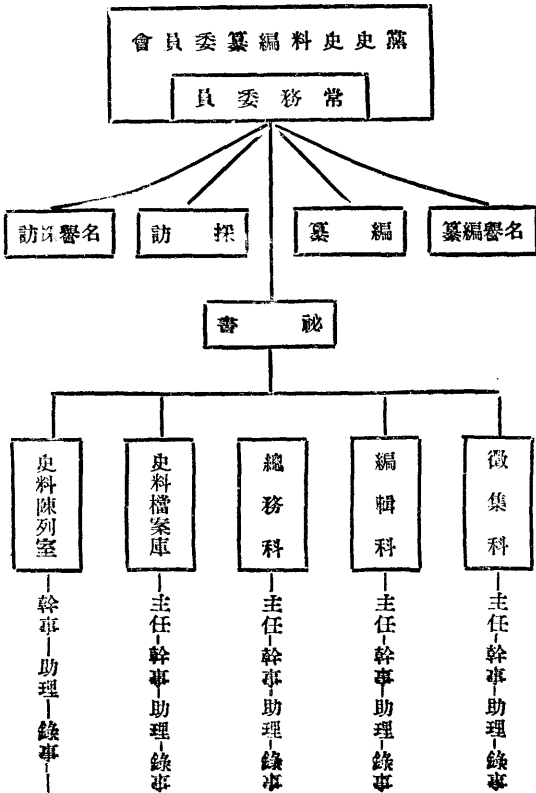 黨史史料編纂委員會
常務委員
名譽編纂
編纂
採訪
名譽採訪
祕書
徵集科
編輯科
總務科
史料檔案庫
史料陳列室
主任 幹事 助理 錄事
主任 幹事 助理 錄事
主任 幹事 助理 錄事
主任 幹事 助理 錄事
幹事 助理 錄事